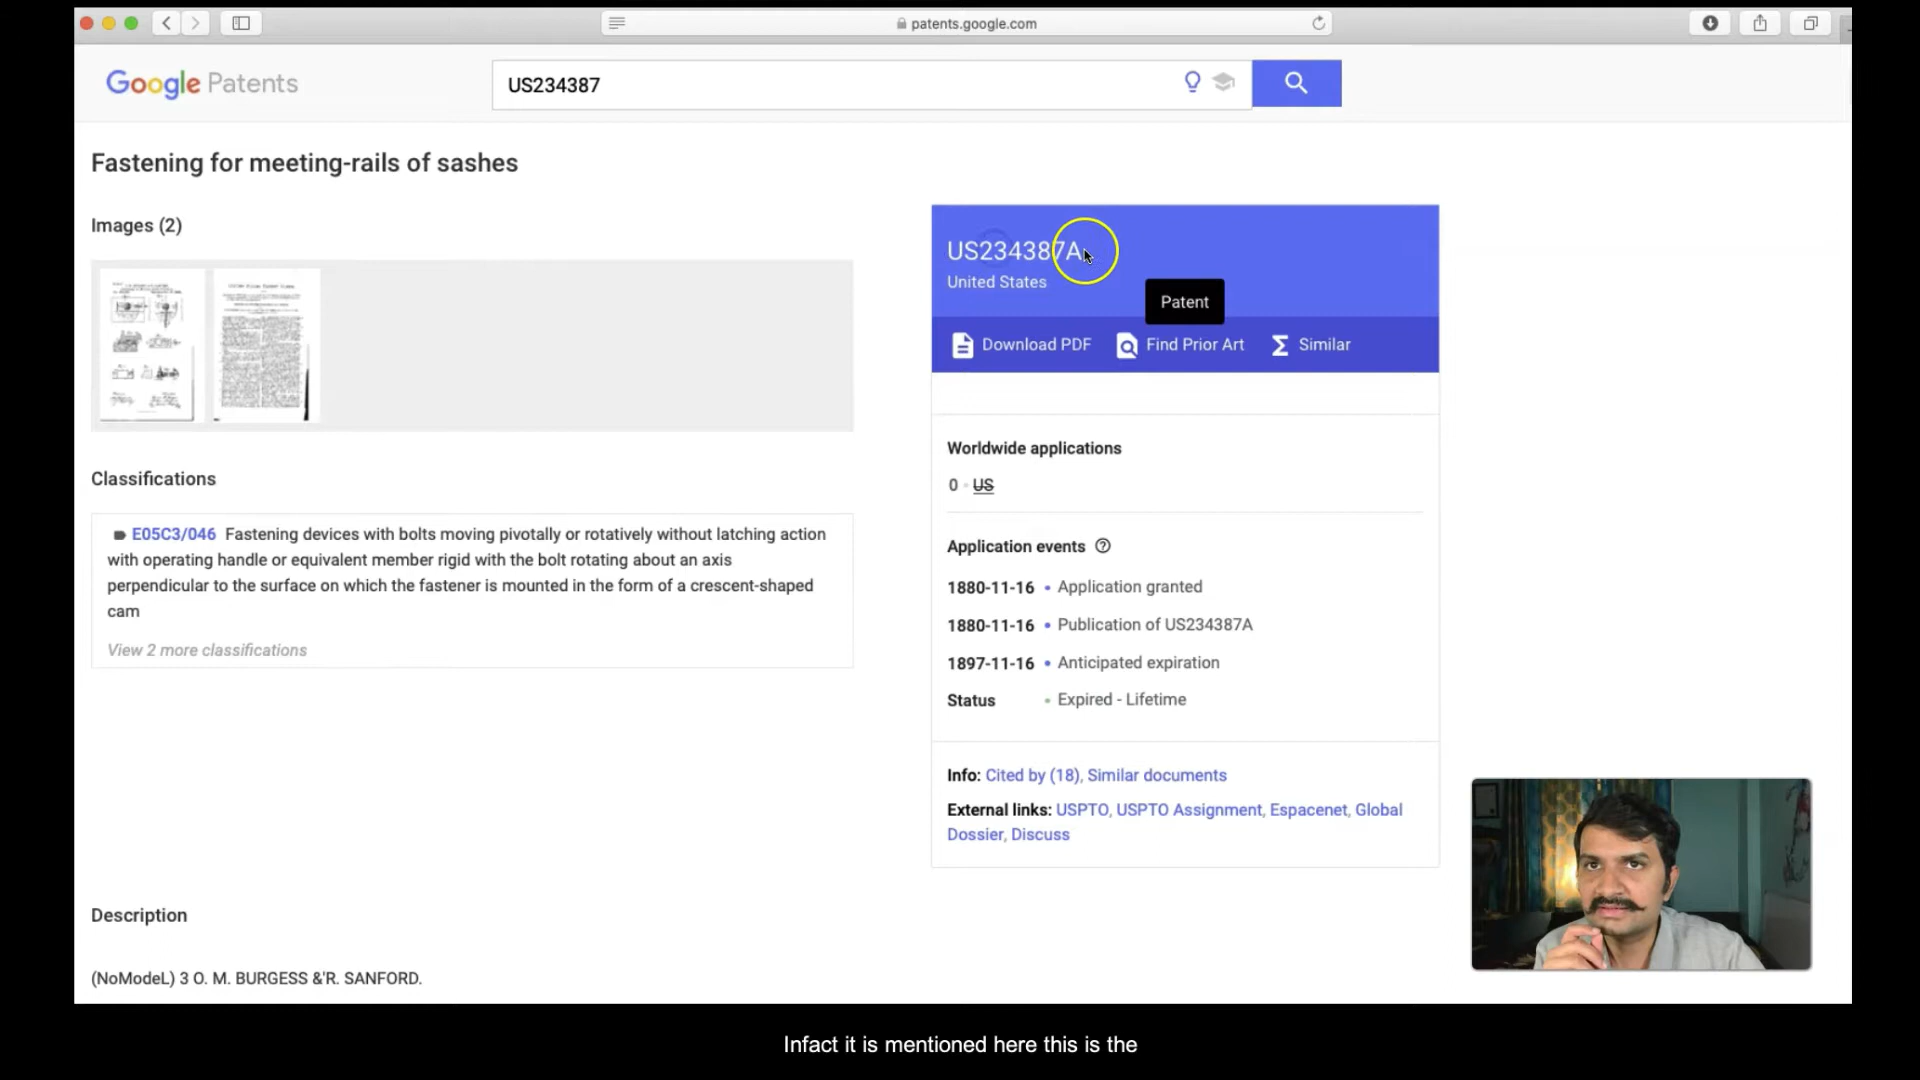 patents.google.com
Google Patents
US234387
Fastening for meeting-rails of sashes
Images (2)
US234387A
United States
Patent
Download PDF
Find Prior Art
Similar
Classifications
E05C3/046 Fastening devices with bolts moving pivotally or rotatively without latching action
with operating handle or equivalent member rigid with the bolt rotating about an axis
perpendicular to the surface on which the fastener is mounted in the form of a crescent-shaped
cam
View 2 more classifications
Worldwide applications
0 US
Application events
1880-11-16 • Application granted
1880-11-16 • Publication of US234387A
1897-11-16 • Anticipated expiration
Status • Expired - Lifetime
Info: Cited by (18), Similar documents
External links: USPTO, USPTO Assignment, Espacenet, Global
Dossier, Discuss
Description
(NoModeL) 3 O. M. BURGESS &'R. SANFORD.
Infact it is mentioned here this is the